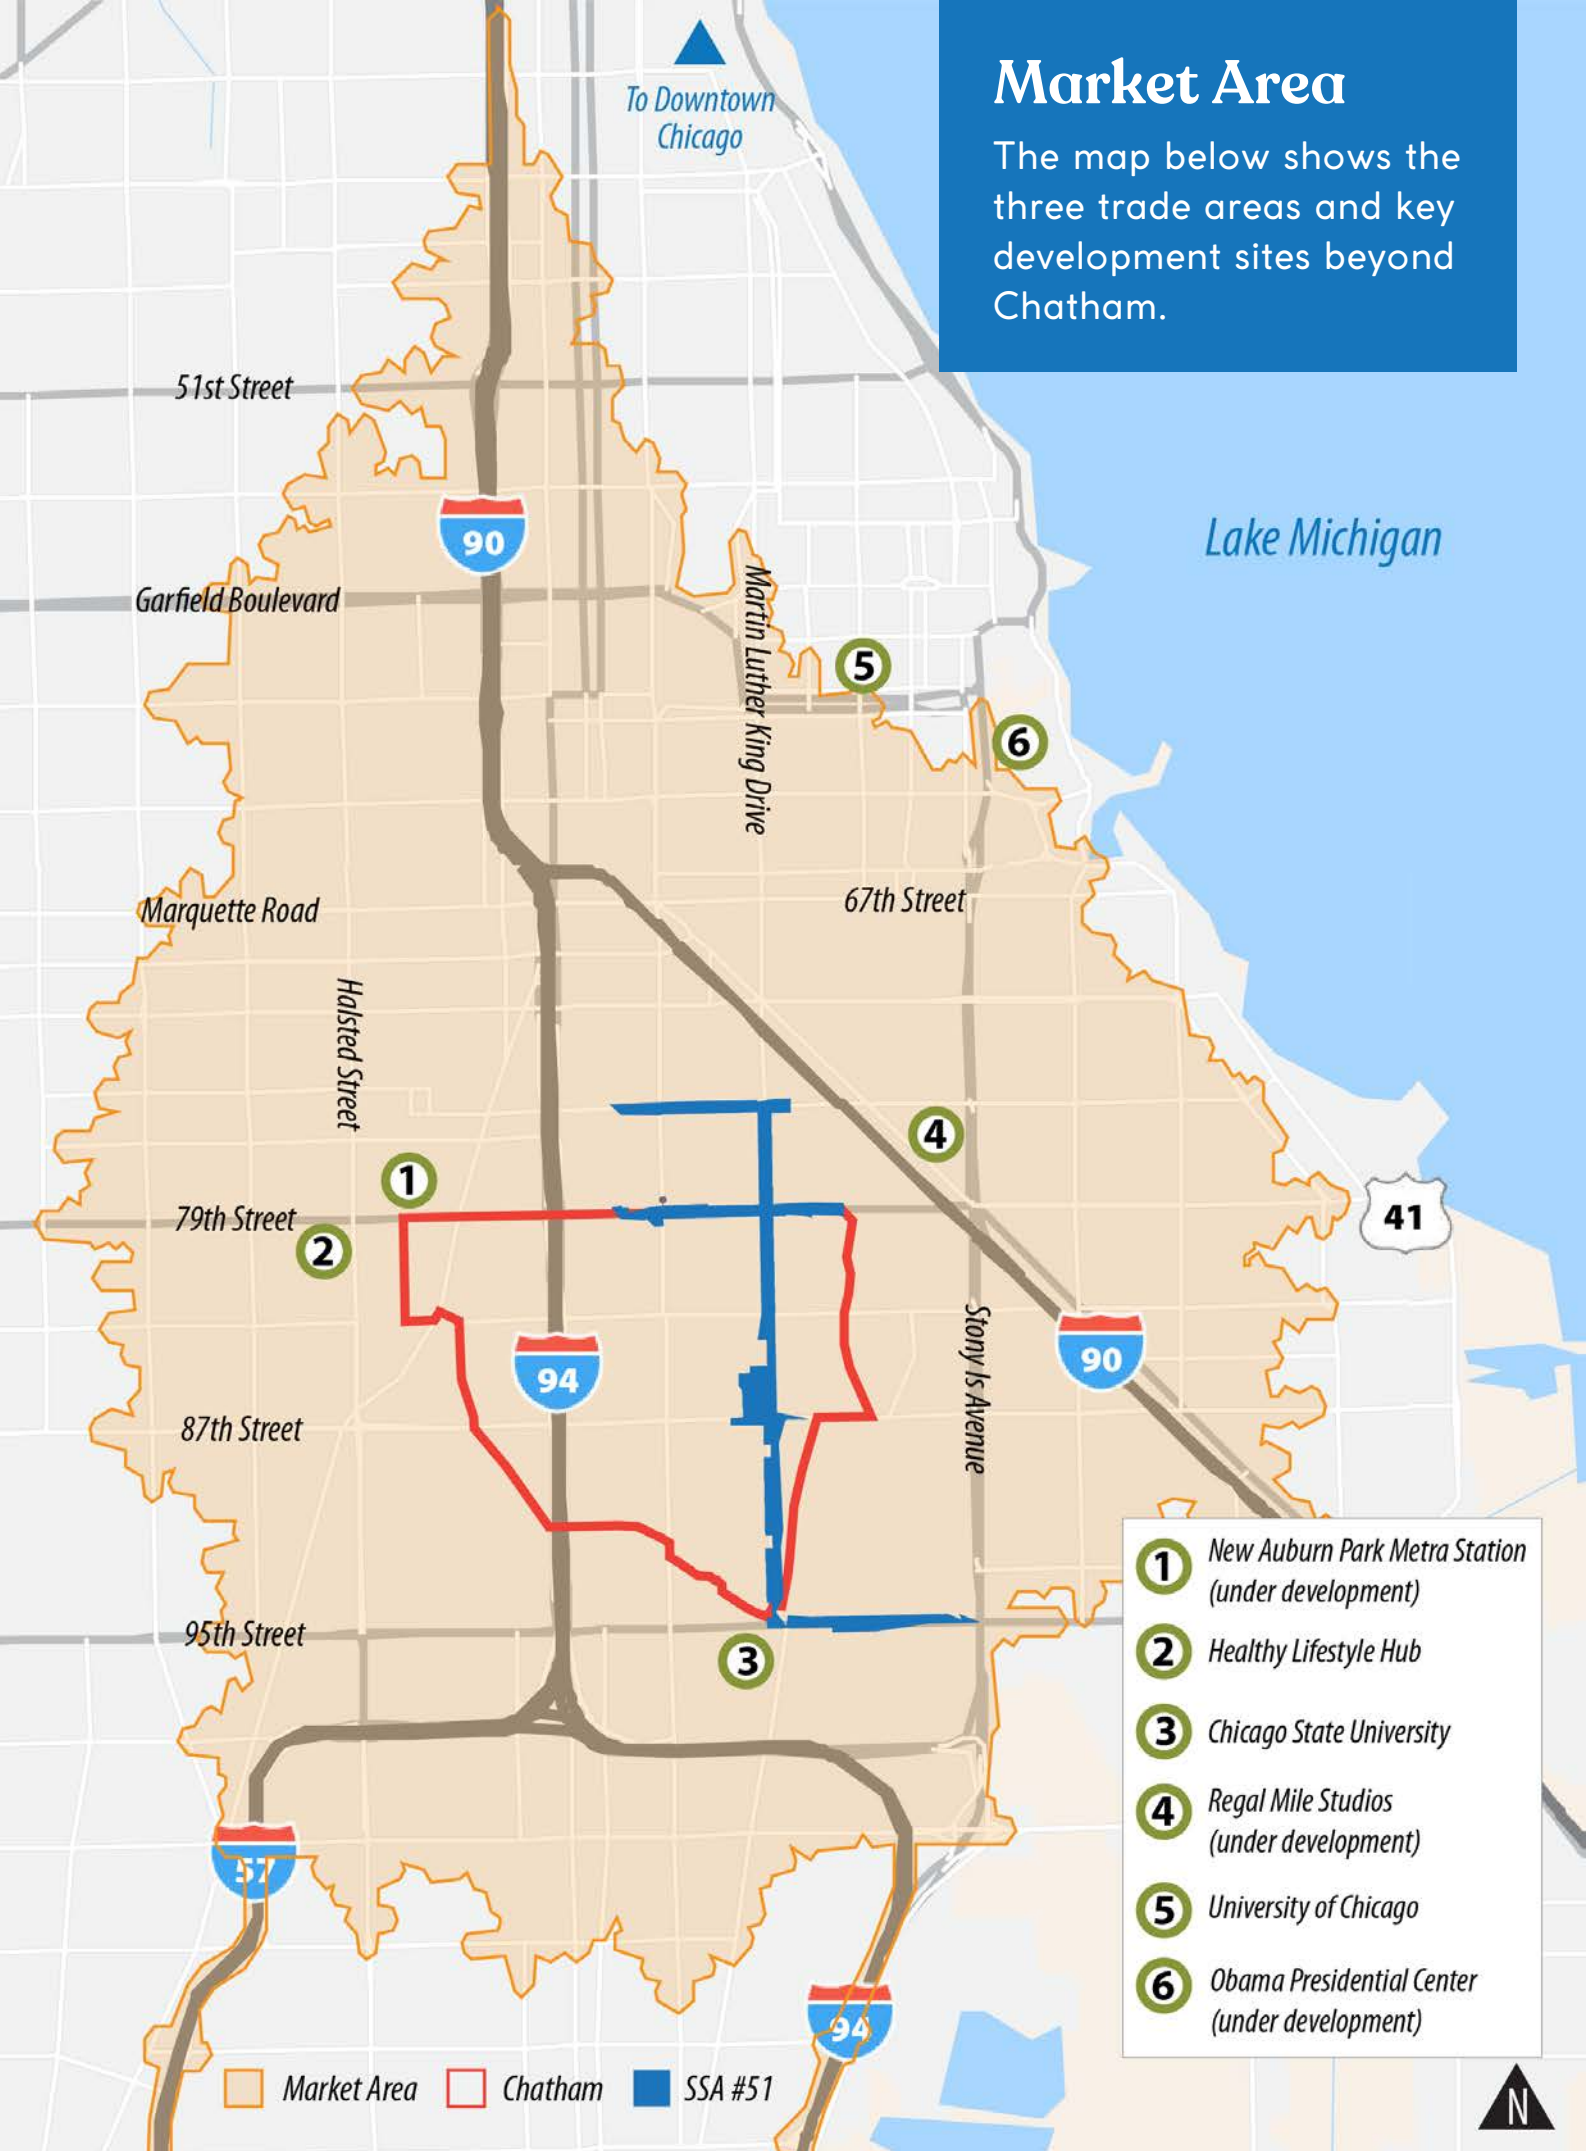 Market Area
The map below shows the
three trade areas and key
development sites beyond
Chatham.
To Downtown
Chicago
51st Street
90
Lake Michigan
Garfield Boulevard
Martin Luther King Drive
5
6
67th Street
Marquette Road
Halsted Street
4
1
79th Street
2
41
Stony Is Avenue
90
94
87th Street
95th Street
3
57
94
1 New Auburn Park Metra Station
(under development)
2 Healthy Lifestyle Hub
3 Chicago State University
4 Regal Mile Studios
(under development)
5 University of Chicago
6 Obama Presidential Center
(under development)
Market Area
Chatham
SSA #51
N